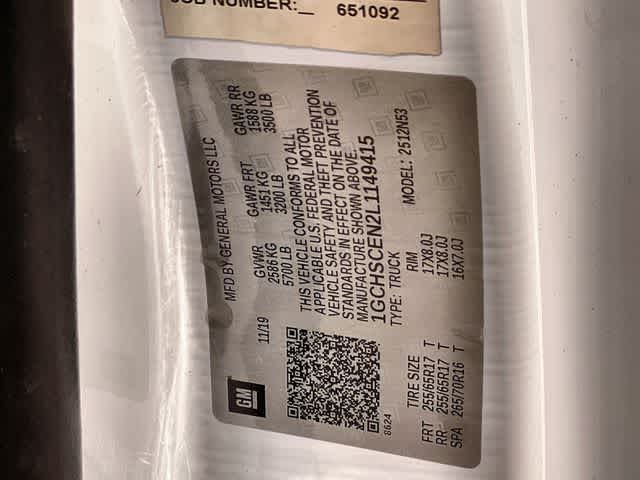 JOB NUMBER:_ 651092
GM
11/19
MFD BY GENERAL MOTORS LLC
GVWR GAWR FRT GAWR RR
2586 KG 1451 KG 1588 KG
5700 LB 3200 LB 3500 LB
THIS VEHICLE CONFORMS TO ALL
APPLICABLE U.S. FEDERAL MOTOR
VEHICLE SAFETY AND THEFT PREVENTION
STANDARDS IN EFFECT ON THE DATE OF
MANUFACTURE SHOWN ABOVE.
1GCHSCEN2L1149415
TYPE: TRUCK MODEL: 2512N53
8624
TIRE SIZE RIM
FRT 255/65R17 T 17X8.0J
RR 255/65R17 T 17X8.0J
SPA 265/70R16 T 16X7.0J